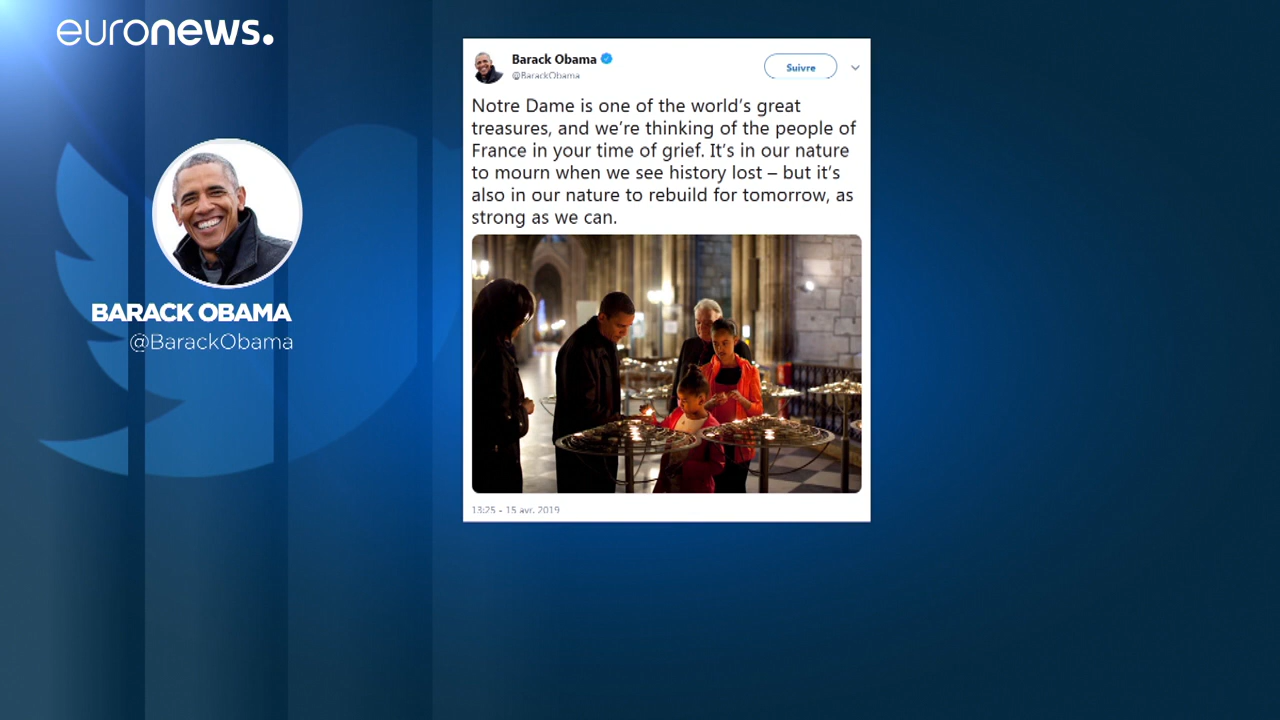 euronews.
BARACK OBAMA
@BarackObama
Barack Obama
@BarackObama
Suivre
Notre Dame is one of the world's great
treasures, and we're thinking of the people of
France in your time of grief. It's in our nature
to mourn when we see history lost – but it's
also in our nature to rebuild for tomorrow, as
strong as we can.
13:25 - 15 avr. 2019